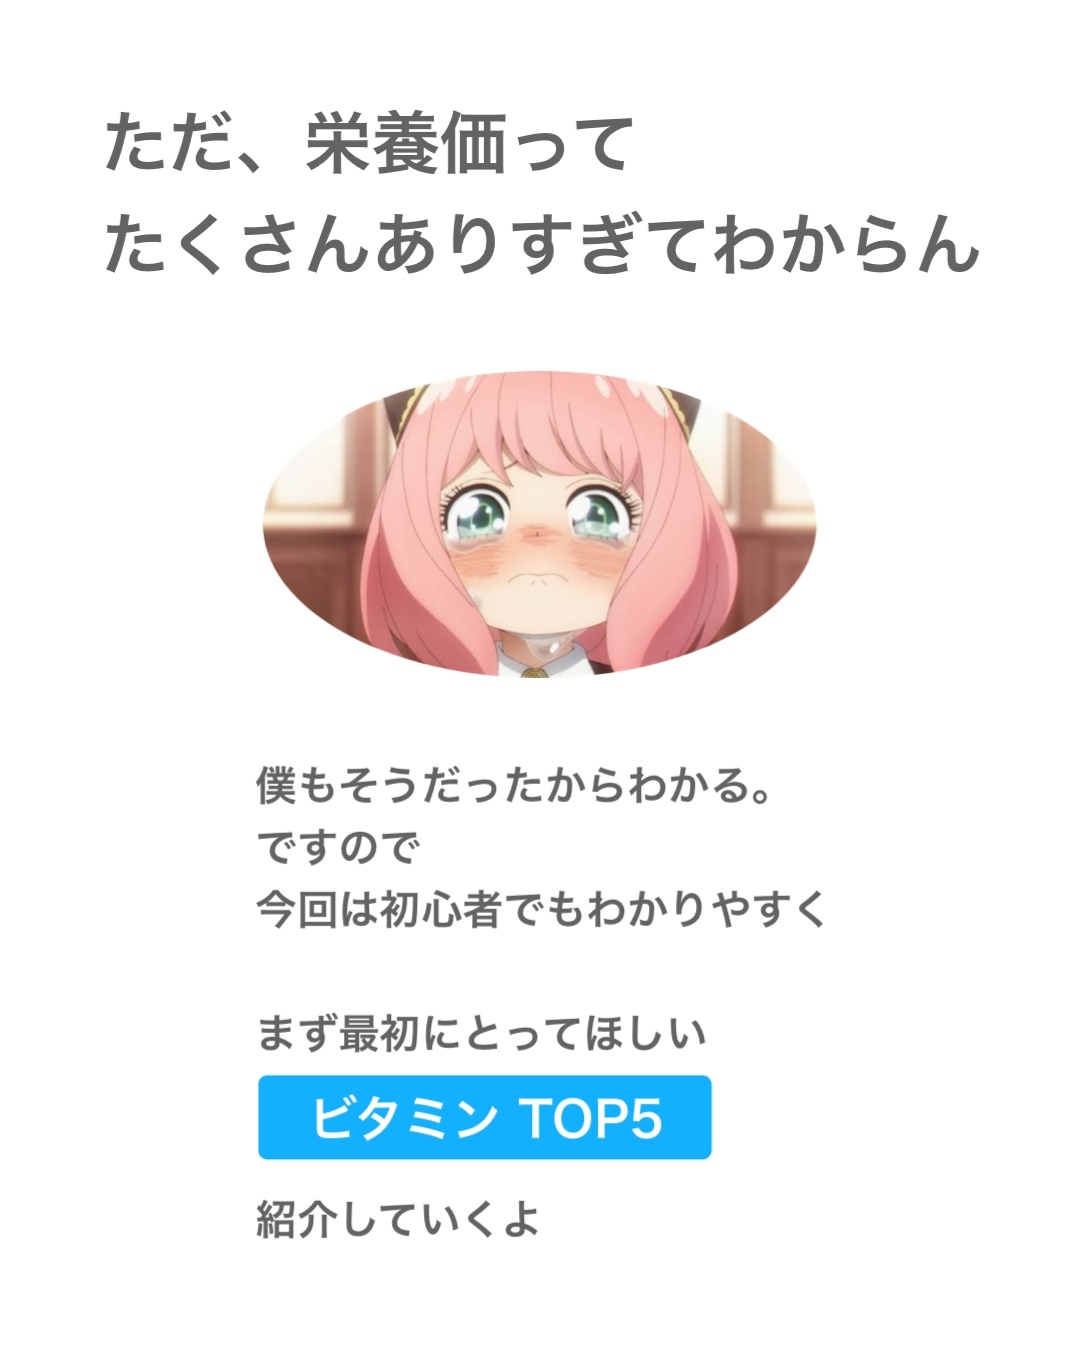 ただ、栄養価って
たくさんありすぎてわからん
僕もそうだったからわかる。
ですので
今回は初心者でもわかりやすく
まず最初にとってほしい
ビタミン TOP5
紹介していくよ